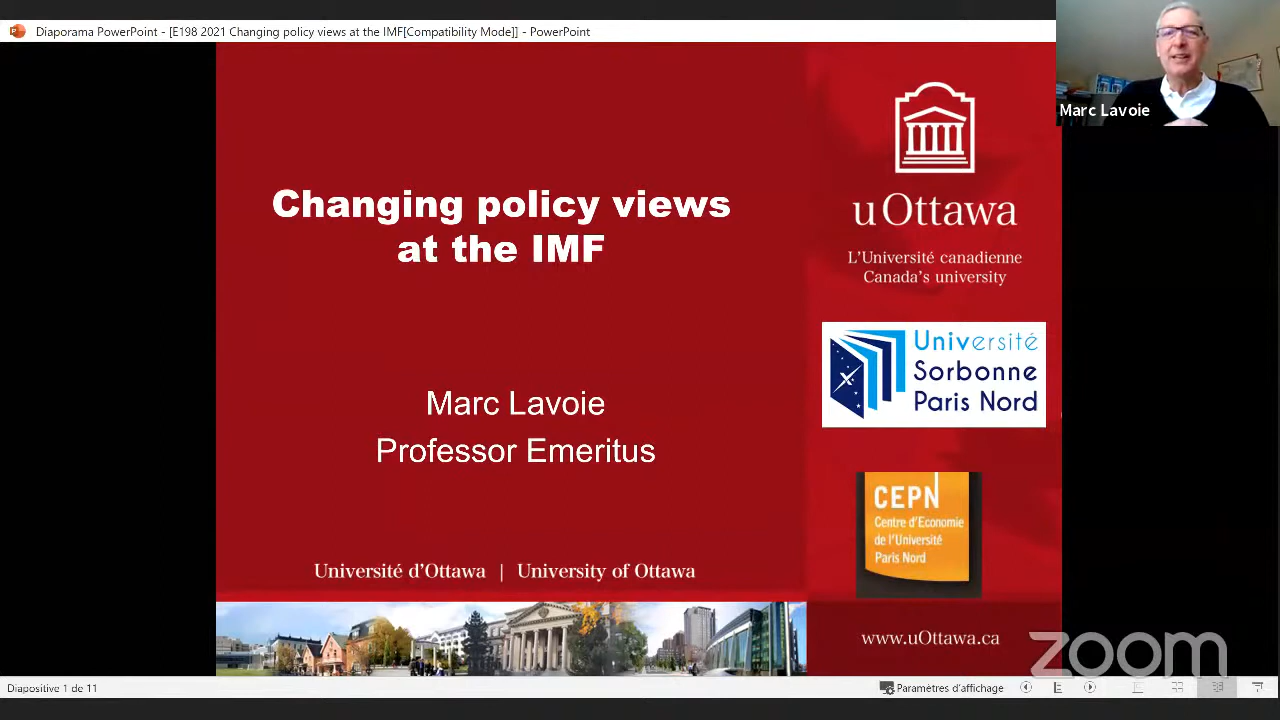 Diaporama PowerPoint - [E198 2021 Changing policy views at the IMF[Compatibility Mode]] - PowerPoint
Marc Lavoie
Changing policy views
at the IMF
Marc Lavoie
Professor Emeritus
Université d'Ottawa | University of Ottawa
uOttawa
L'Université canadienne
Canada's university
Université
Sorbonne
Paris Nord
CEPN
Centre d'Economie
de l'Université
Paris Nord
www.uOttawa.ca
zoom
Diapositive 1 de 11
Paramètres d'affichage